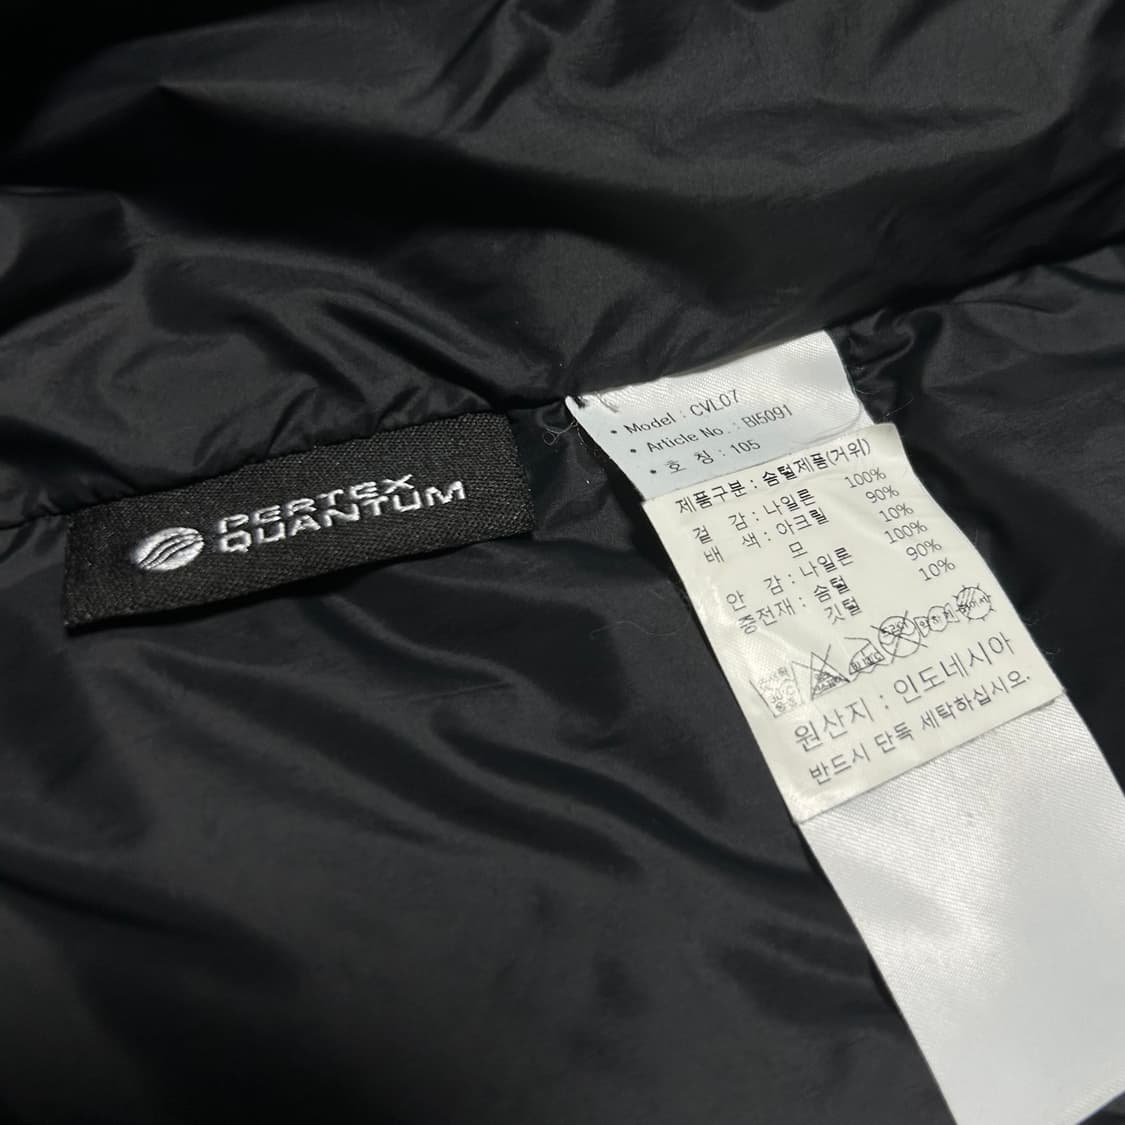 PERTEX
QUANTUM
• Model : CVL07
• Article No. : BI5091
• 호 칭 : 105
제품구분 : 솜털제품(거위)
겉 감 : 나일론 100%
배 색 : 아크릴 90%
모 10%
안 감 : 나일론 100%
충전재 : 솜털 90%
깃털 10%
원산지 : 인도네시아
반드시 단독 세탁하십시오.